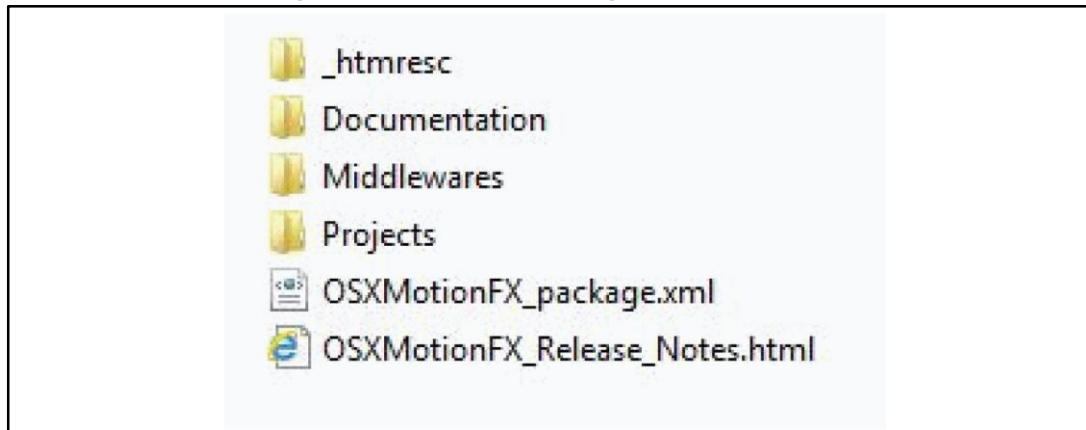 _htmresc
Documentation
Middlewares
Projects
OSXMotionFX_package.xml
OSXMotionFX_Release_Notes.html